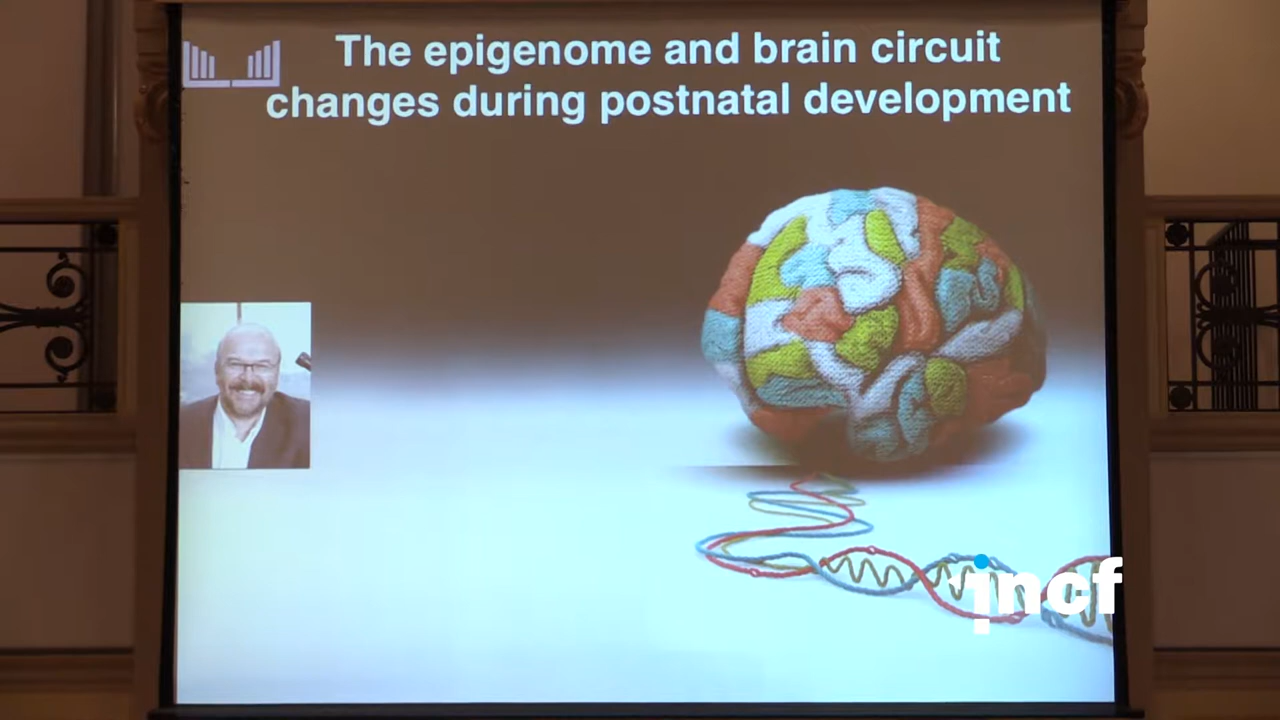 The epigenome and brain circuit
changes during postnatal development
incf